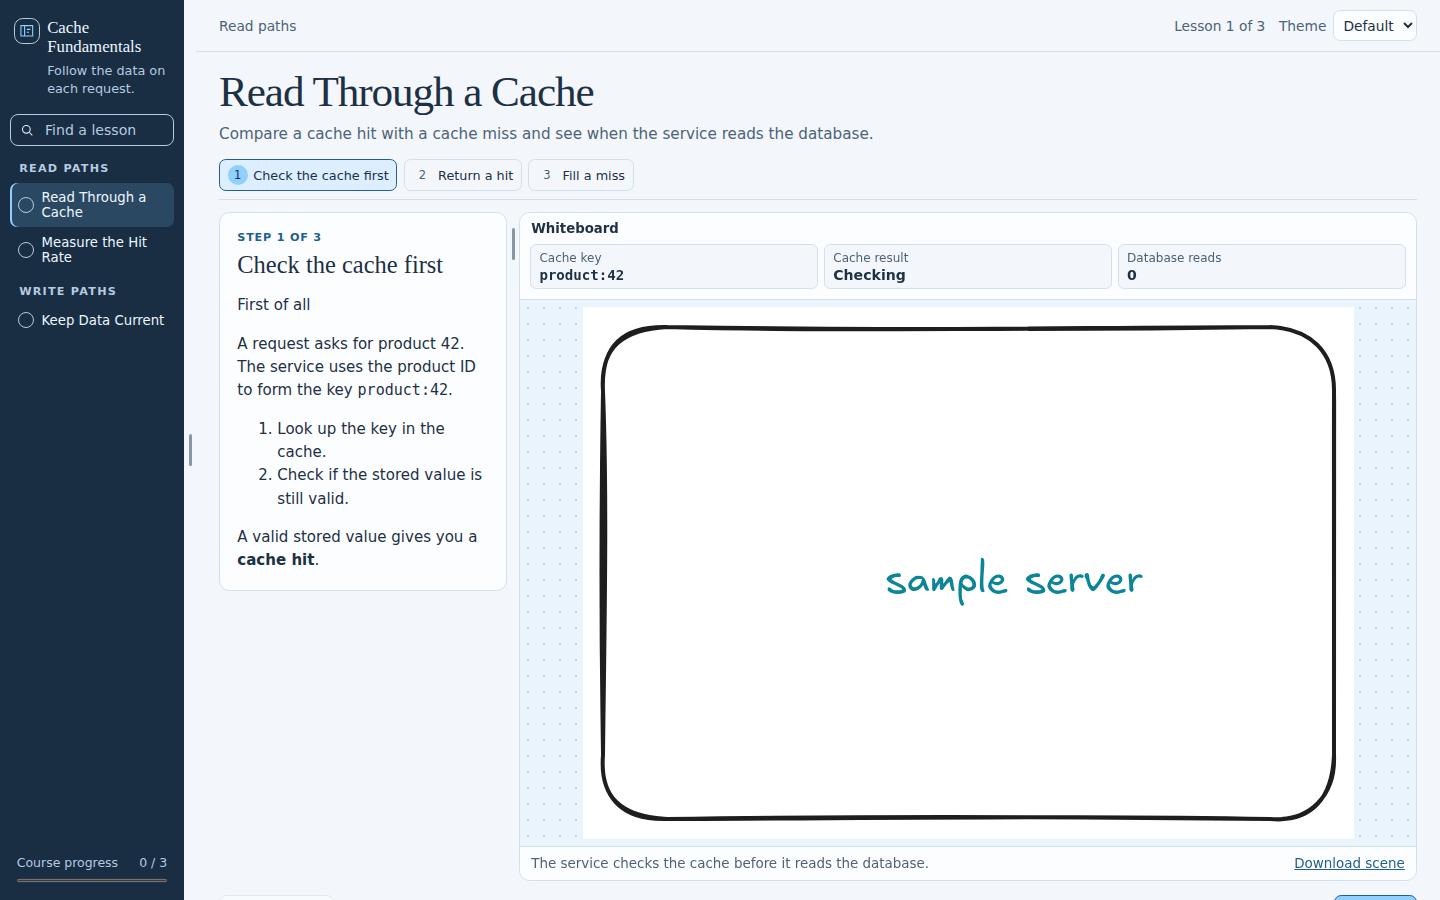 Cache
Fundamentals
Follow the data on
each request.
Find a lesson
READ PATHS
Read Through a
Cache
Measure the Hit
Rate
WRITE PATHS
Keep Data Current
Course progress 0 / 3
Read paths
Lesson 1 of 3 Theme Default
Read Through a Cache
Compare a cache hit with a cache miss and see when the service reads the database.
1 Check the cache first 2 Return a hit 3 Fill a miss
STEP 1 OF 3
Check the cache first
First of all
A request asks for product 42.
The service uses the product ID
to form the key product:42.
1. Look up the key in the
cache.
2. Check if the stored value is
still valid.
A valid stored value gives you a
cache hit.
Whiteboard
Cache key
product:42
Cache result
Checking
Database reads
0
sample server
The service checks the cache before it reads the database.
Download scene